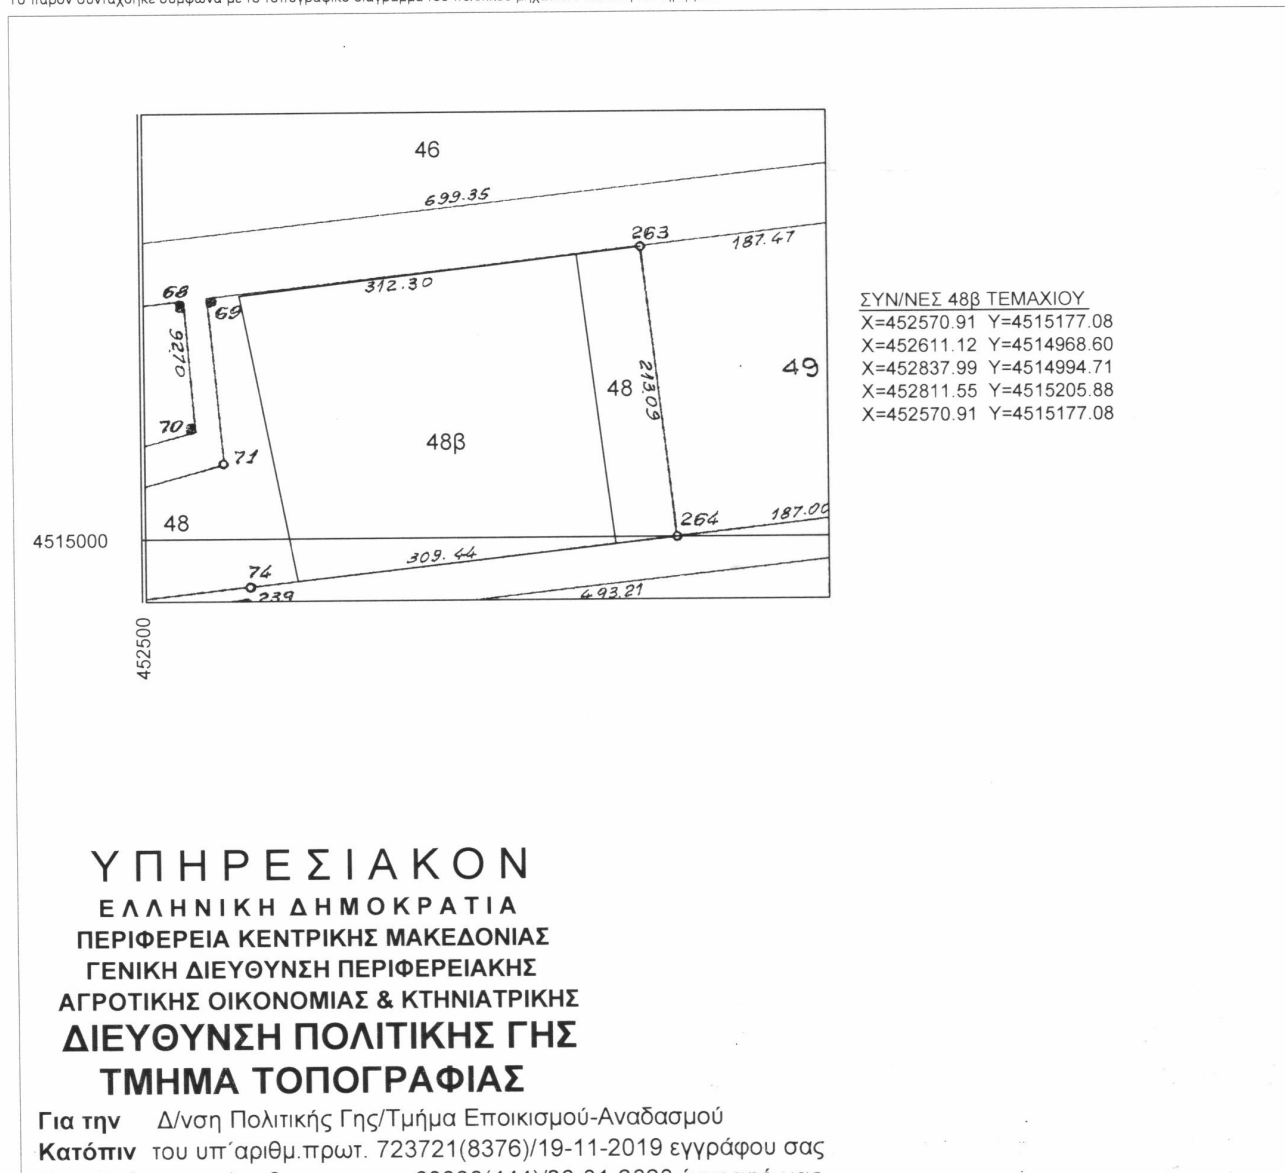 46
699.35
263
187.47
312.30
68
69
92.70
ΣΥΝ/ΝΕΣ 48β ΤΕΜΑΧΙΟΥ
X=452570.91 Y=4515177.08
X=452611.12 Y=4514968.60
X=452837.99 Y=4514994.71
X=452811.55 Y=4515205.88
X=452570.91 Y=4515177.08
49
48
213.09
70
48β
71
48
264
187.00
4515000
309.44
74
239
493.21
452500
ΥΠΗΡΕΣΙΑΚΟΝ
ΕΛΛΗΝΙΚΗ ΔΗΜΟΚΡΑΤΙΑ
ΠΕΡΙΦΕΡΕΙΑ ΚΕΝΤΡΙΚΗΣ ΜΑΚΕΔΟΝΙΑΣ
ΓΕΝΙΚΗ ΔΙΕΥΘΥΝΣΗ ΠΕΡΙΦΕΡΕΙΑΚΗΣ
ΑΓΡΟΤΙΚΗΣ ΟΙΚΟΝΟΜΙΑΣ & ΚΤΗΝΙΑΤΡΙΚΗΣ
ΔΙΕΥΘΥΝΣΗ ΠΟΛΙΤΙΚΗΣ ΓΗΣ
ΤΜΗΜΑ ΤΟΠΟΓΡΑΦΙΑΣ
Για την Δ/νση Πολιτικής Γης/Τμήμα Εποικισμού-Αναδασμού
Κατόπιν του υπ΄αριθμ.πρωτ. 723721(8376)/19-11-2019 εγγράφου σας